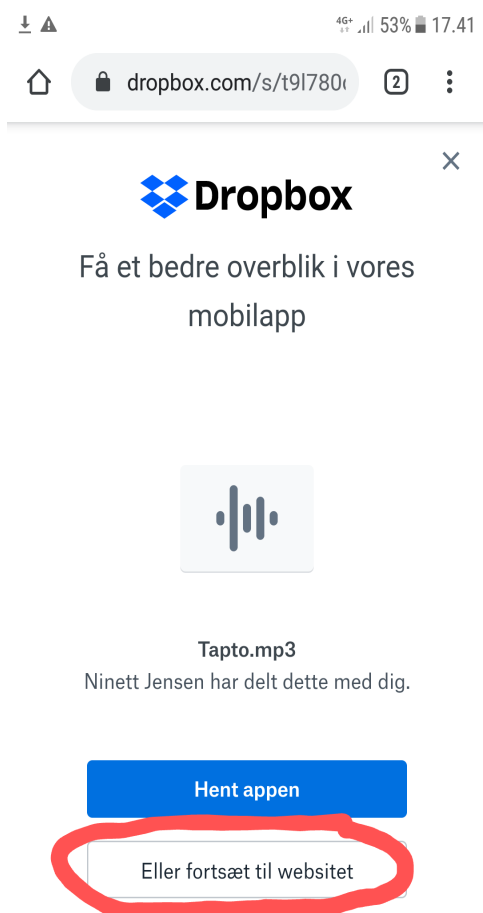 4G+ 53% 17.41
dropbox.com/s/t9l780
2
Dropbox
Få et bedre overblik i vores
mobilapp
Tapto.mp3
Ninett Jensen har delt dette med dig.
Hent appen
Eller fortsæt til websitet